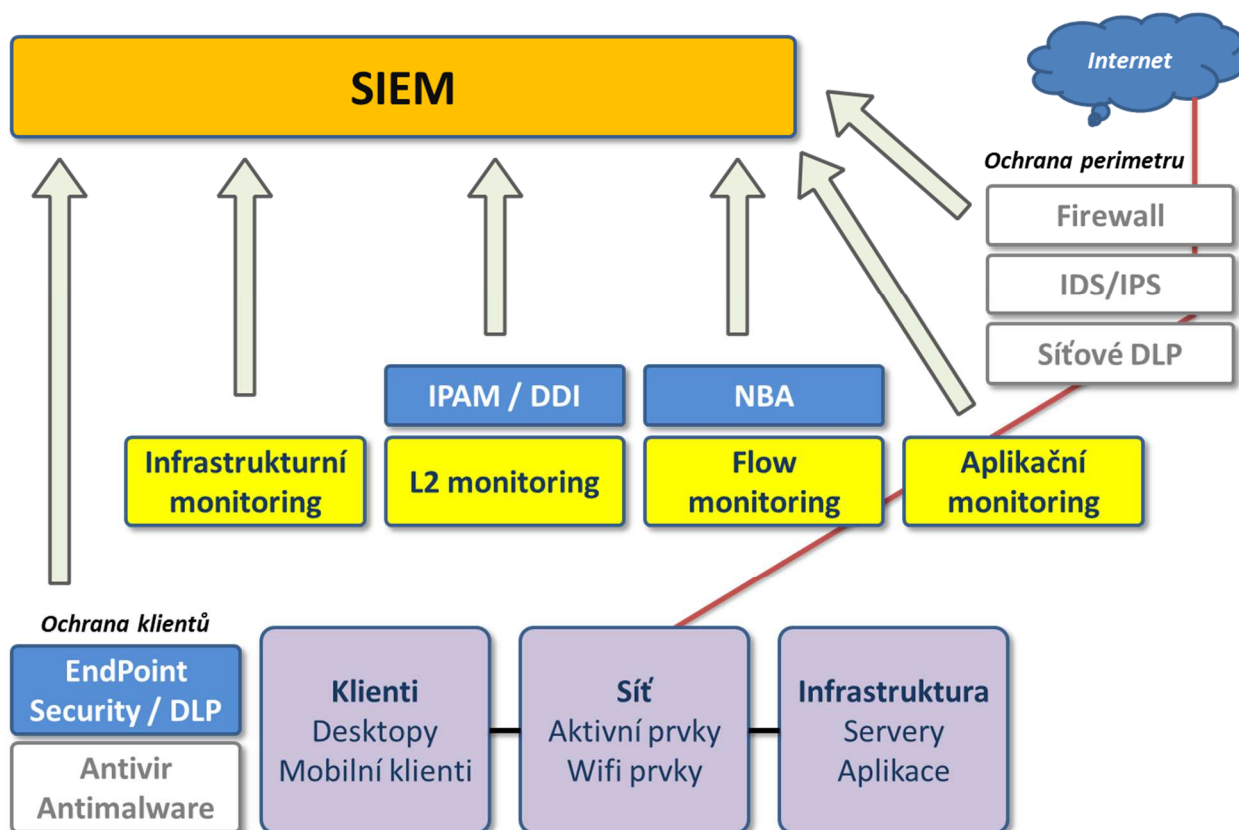 SIEM
Internet
Ochrana perimetru
Firewall
IDS/IPS
Síťové DLP
IPAM / DDI
NBA
Infrastrukturní
monitoring
L2 monitoring
Flow
monitoring
Aplikační
monitoring
Ochrana klientů
EndPoint
Security / DLP
Antivir
Antimalware
Klienti
Desktopy
Mobilní klienti
Síť
Aktivní prvky
Wifi prvky
Infrastruktura
Servery
Aplikace